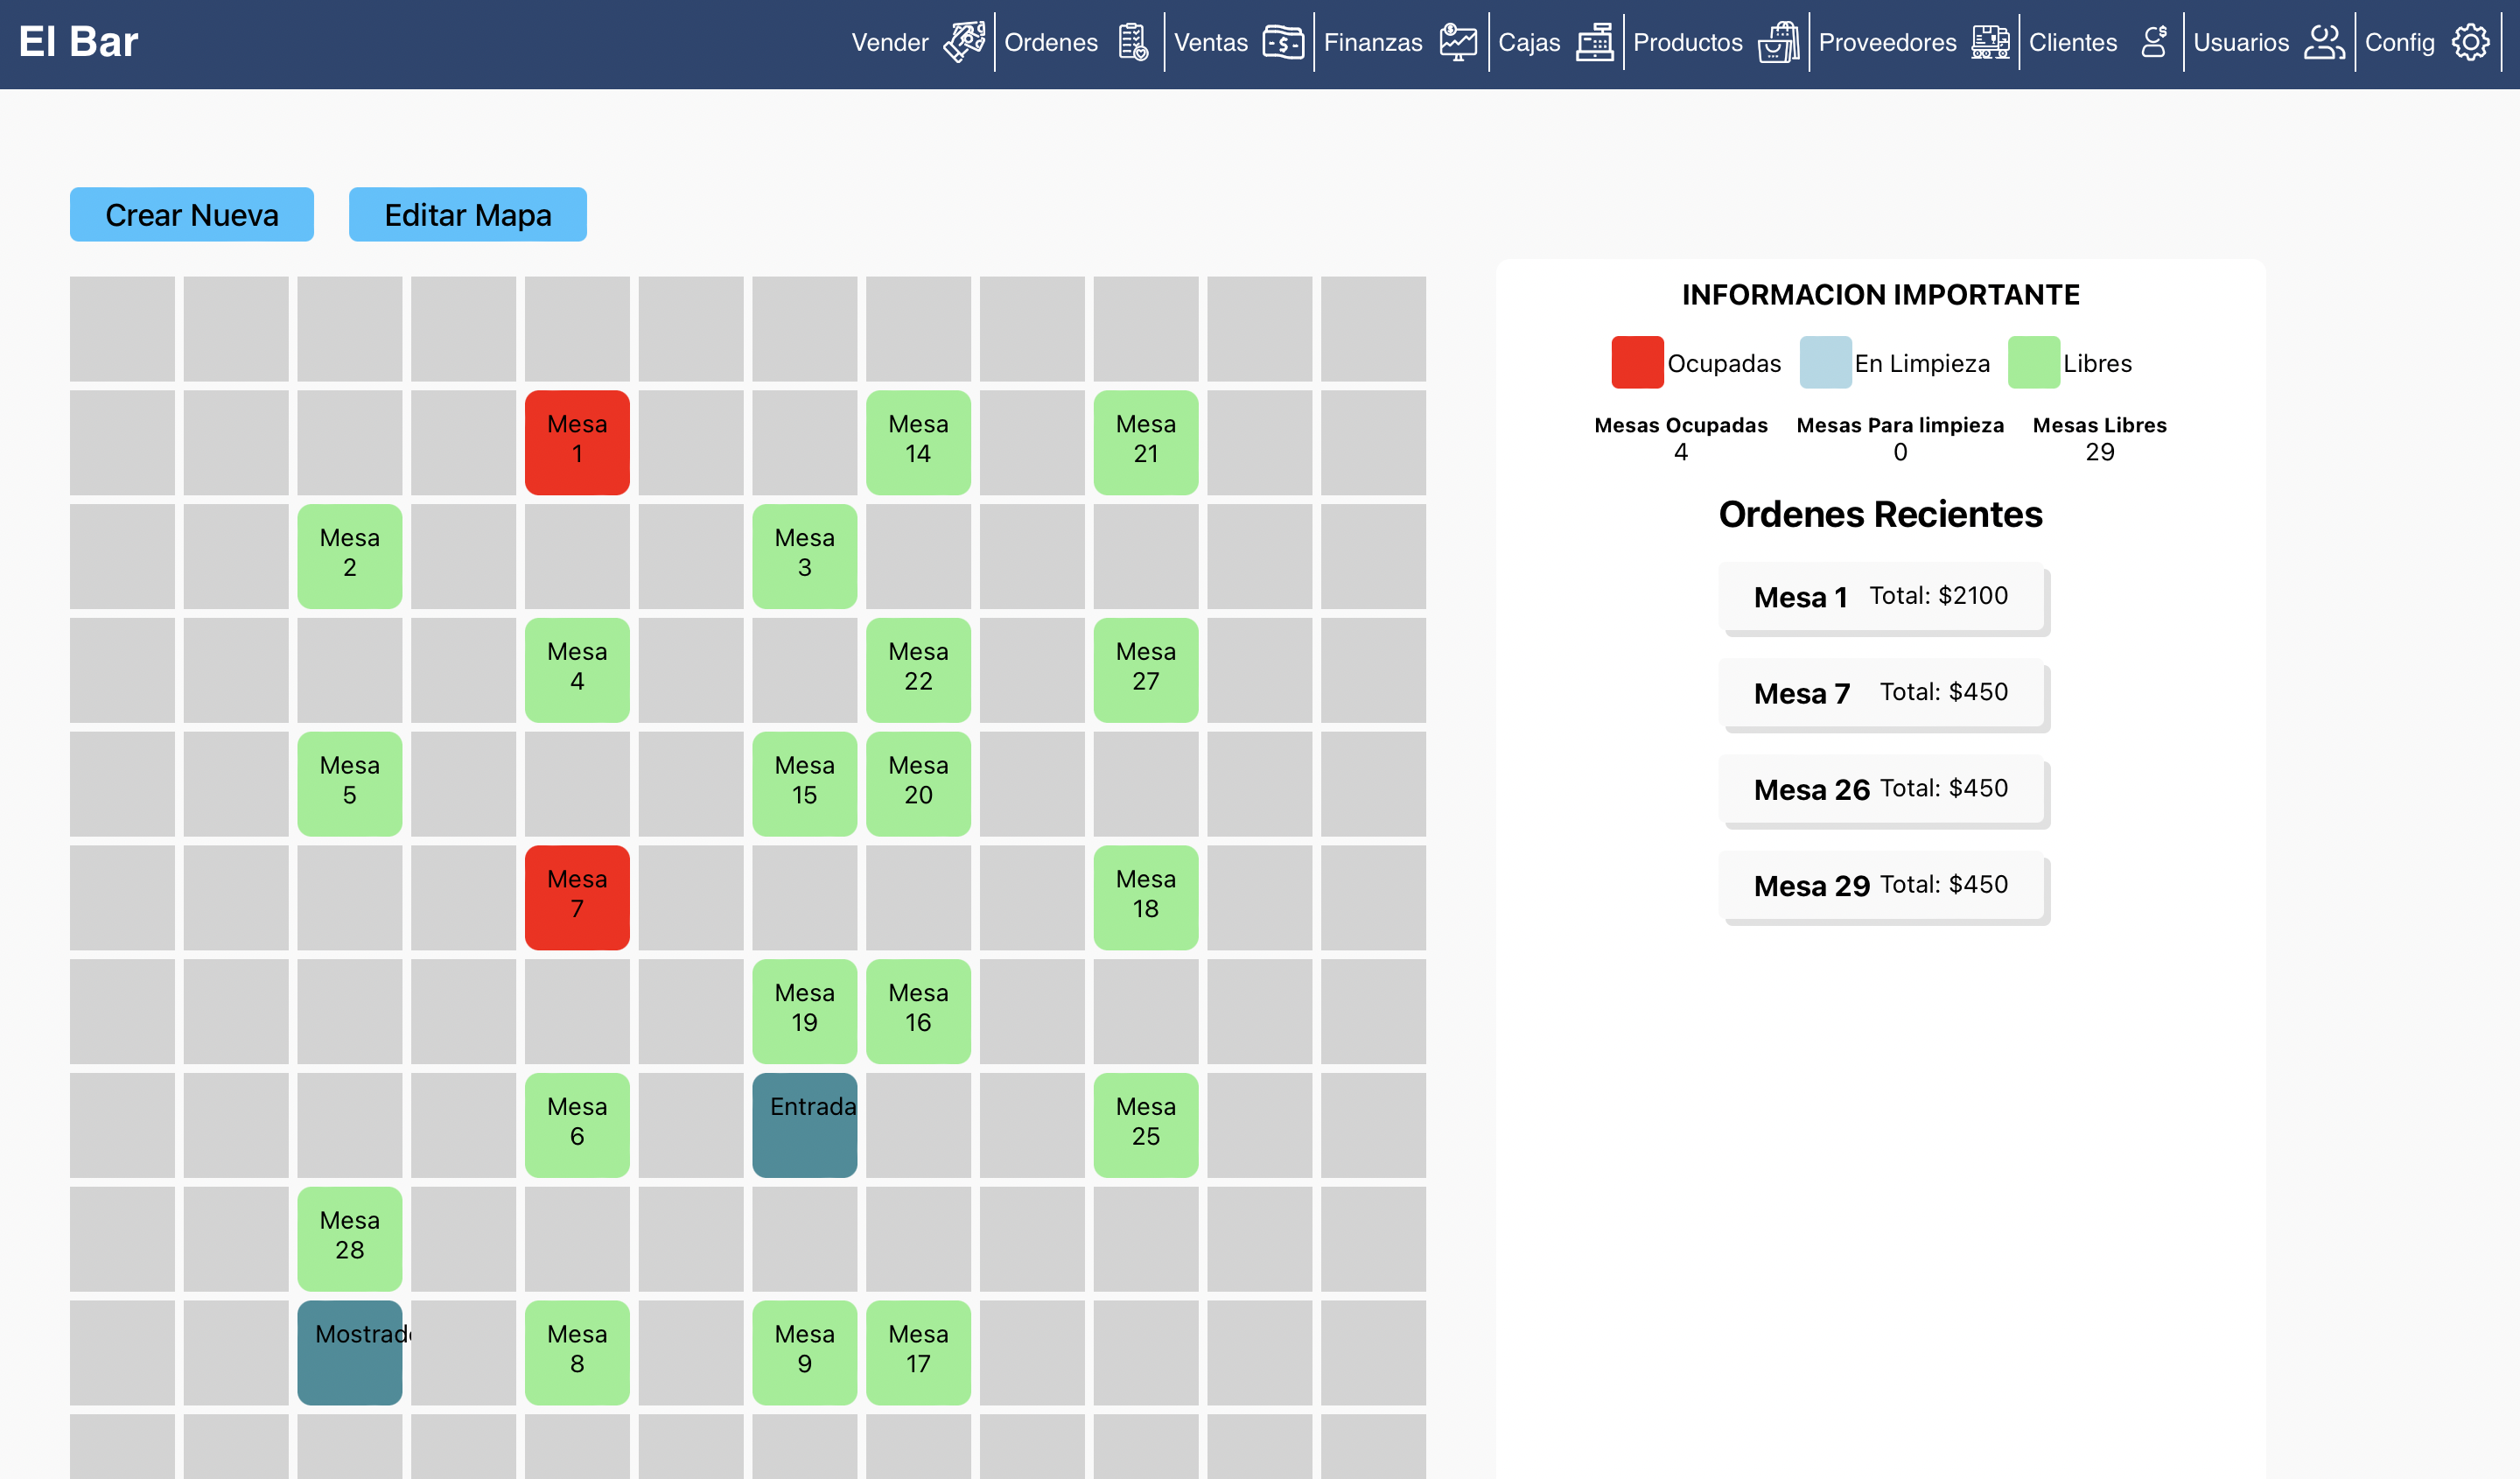 El Bar
Vender
Ordenes
Ventas
Finanzas
Cajas
Productos
Proveedores
Clientes
Usuarios
Config
Crear Nueva
Editar Mapa
Mesa
1
Mesa
14
Mesa
21
Mesa
2
Mesa
3
Mesa
4
Mesa
22
Mesa
27
Mesa
5
Mesa
15
Mesa
20
Mesa
7
Mesa
18
Mesa
19
Mesa
16
Mesa
6
Entrada
Mesa
25
Mesa
28
Mostrad
Mesa
8
Mesa
9
Mesa
17
INFORMACION IMPORTANTE
Ocupadas
En Limpieza
Libres
Mesas Ocupadas
4
Mesas Para limpieza
0
Mesas Libres
29
Ordenes Recientes
Mesa 1 Total: $2100
Mesa 7 Total: $450
Mesa 26 Total: $450
Mesa 29 Total: $450